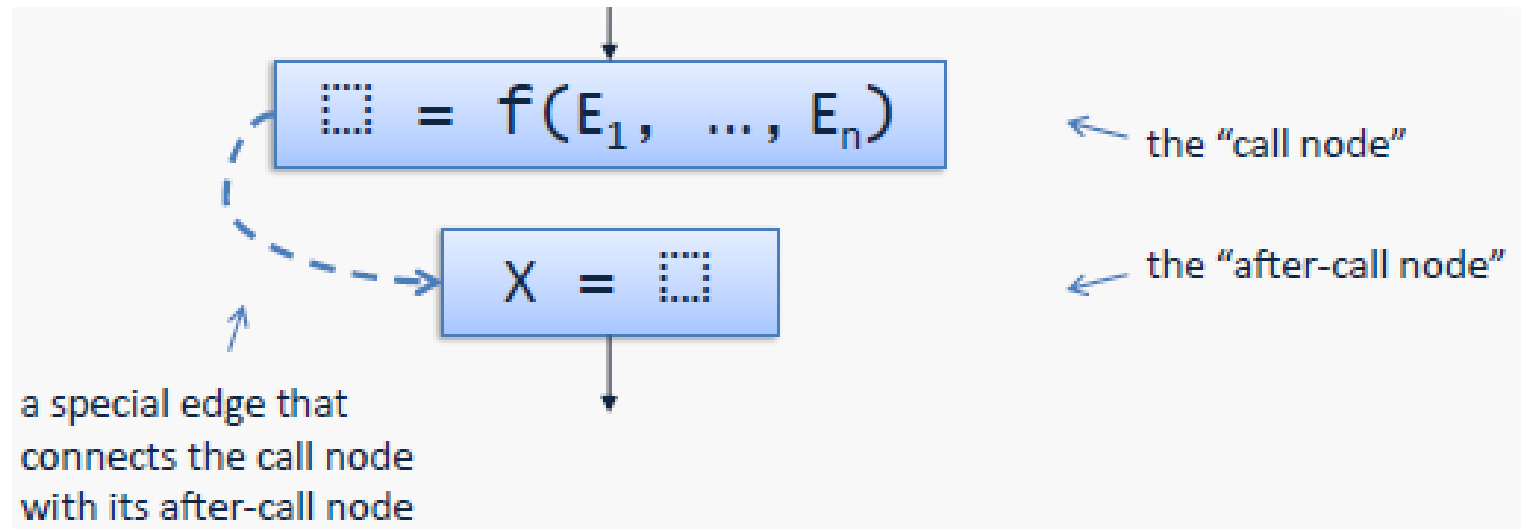 ⬚ = f(E₁, …, Eₙ)
the “call node”
X = ⬚
the “after-call node”
a special edge that
connects the call node
with its after-call node